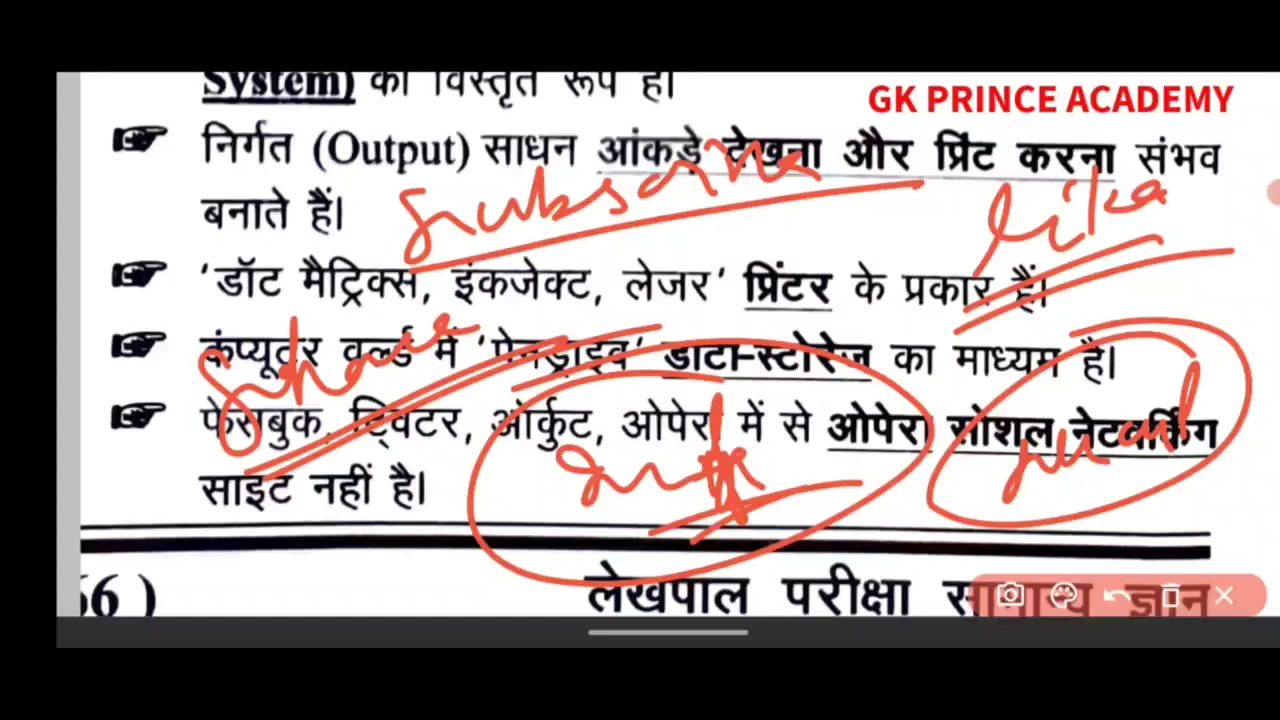 System) का विस्तृत रूप है।
GK PRINCE ACADEMY
निर्गत (Output) साधन आंकड़े देखना और प्रिंट करना संभव
बनाते हैं।
Subscribe
like
'डॉट मैट्रिक्स, इंकजेक्ट, लेजर' प्रिंटर के प्रकार हैं।
कंप्यूटर वर्ल्ड में 'पेनड्राइव' डाटा-स्टोरेज का माध्यम है।
Share
फेसबुक, ट्विटर, ओर्कुट, ओपेरा में से ओपेरा सोशल नेटवर्किंग
साइट नहीं है।
66 )
लेखपाल परीक्षा सामान्य ज्ञान